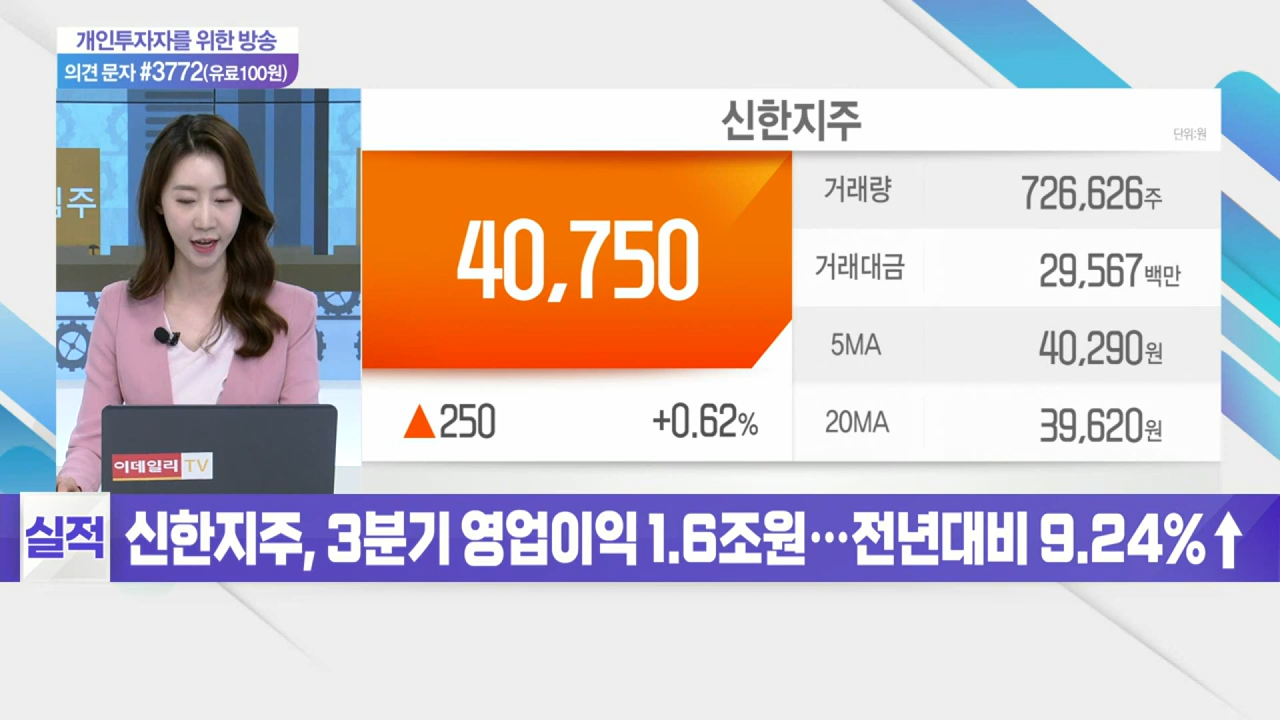 개인투자자를 위한 방송
의견 문자 #3772(유료100원)
신한지주
단위:원
40,750
▲250 +0.62%
거래량 726,626주
거래대금 29,567백만
5MA 40,290원
20MA 39,620원
주
이데일리TV
실적 신한지주, 3분기 영업이익 1.6조원…전년대비 9.24%↑